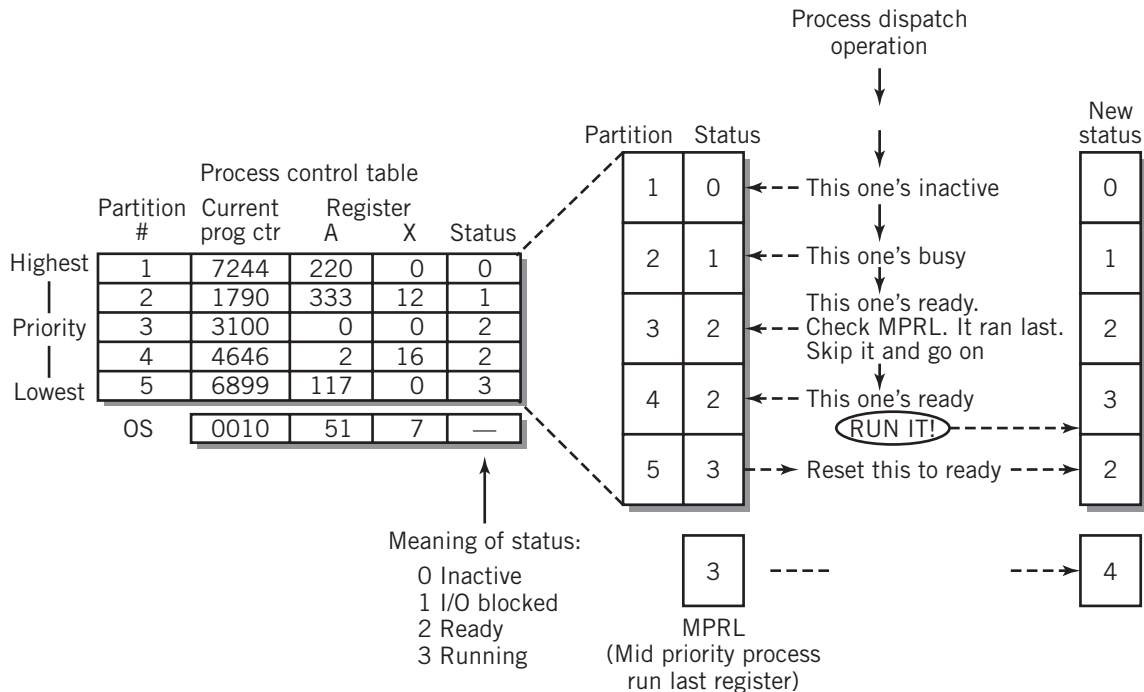 Process dispatch
operation
Process control table
Partition
#
Current
prog ctr
Register
A X
Status
Highest
Priority
Lowest
1 7244 220 0 0
2 1790 333 12 1
3 3100 0 0 2
4 4646 2 16 2
5 6899 117 0 3
OS 0010 51 7 —
Meaning of status:
0 Inactive
1 I/O blocked
2 Ready
3 Running
Partition Status
1 0
2 1
3 2
4 2
5 3
This one's inactive
This one's busy
This one's ready.
Check MPRL. It ran last.
Skip it and go on
This one's ready
RUN IT!
Reset this to ready
New
status
0
1
2
3
2
3
4
MPRL
(Mid priority process
run last register)